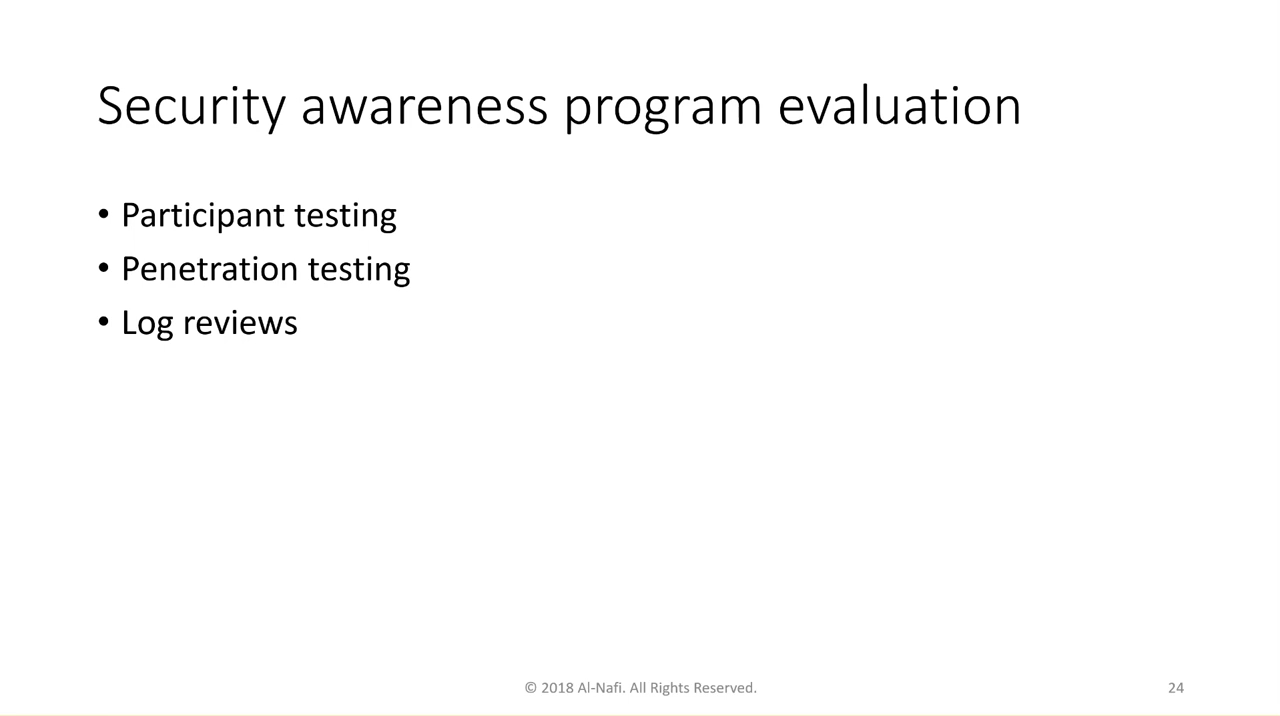 Security awareness program evaluation
• Participant testing
• Penetration testing
• Log reviews
© 2018 Al-Nafi. All Rights Reserved.
24